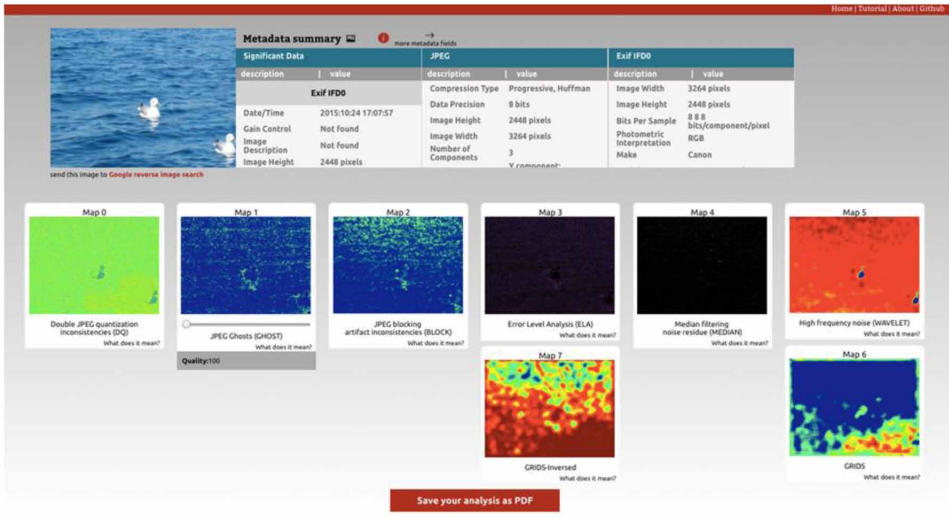 Home | Tutorial | About | Github
Metadata summary
i
more metadata fields
Significant Data
description | value
Exif IFD0
Date/Time 2015:10:24 17:07:57
Gain Control Not found
Image Description Not found
Image Height 2448 pixels
JPEG
description | value
Compression Type Progressive, Huffman
Data Precision 8 bits
Image Height 2448 pixels
Image Width 3264 pixels
Number of Components 3
Y component:
Exif IFD0
description | value
Image Width 3264 pixels
Image Height 2448 pixels
Bits Per Sample 8 8 8 bits/component/pixel
Photometric Interpretation RGB
Make Canon
send this image to Google reverse image search
Map 0
Double JPEG quantization
inconsistencies (DQ)
What does it mean?
Map 1
JPEG Ghosts (GHOST)
What does it mean?
Quality:100
Map 2
JPEG blocking
artifact inconsistencies (BLOCK)
What does it mean?
Map 3
Error Level Analysis (ELA)
What does it mean?
Map 4
Median filtering
noise residue (MEDIAN)
What does it mean?
Map 5
High frequency noise (WAVELET)
What does it mean?
Map 7
GRIDS-Inversed
What does it mean?
Map 6
GRIDS
What does it mean?
Save your analysis as PDF